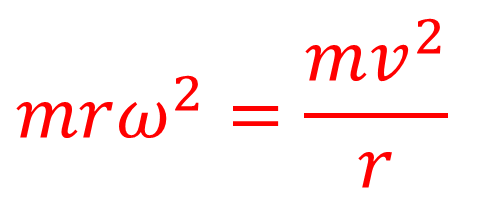 mrω² = mv²/r